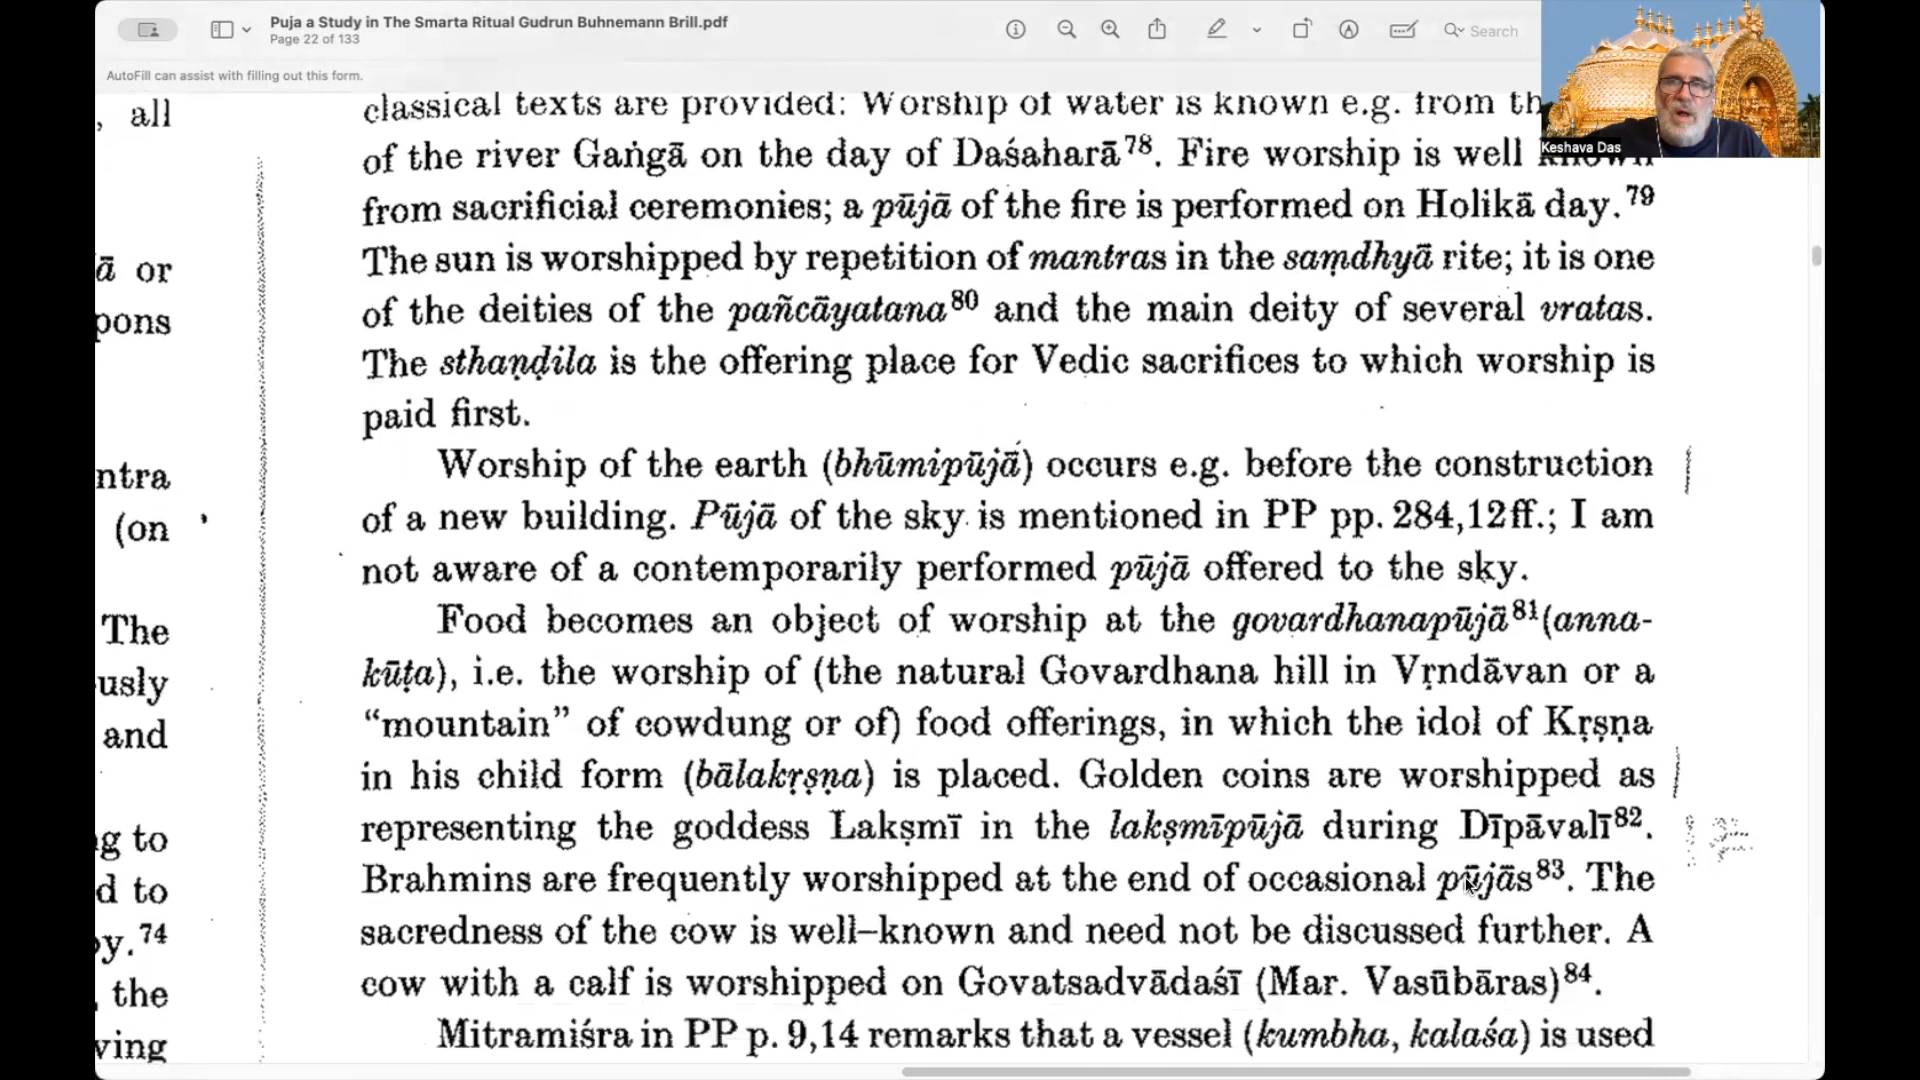 Puja a Study in The Smarta Ritual Gudrun Buhnemann Brill.pdf
Page 22 of 133
Search
AutoFill can assist with filling out this form.
Keshava Das
, all
ā or
pons
ntra
(on
The
usly
and
g to
d to
y.74
, the
ving
classical texts are provided: Worship of water is known e.g. from th
of the river Gaṅgā on the day of Daśaharā78. Fire worship is well known
from sacrificial ceremonies; a pūjā of the fire is performed on Holikā day.79
The sun is worshipped by repetition of mantras in the saṃdhyā rite; it is one
of the deities of the pañcāyatana80 and the main deity of several vratas.
The sthaṇḍila is the offering place for Vedic sacrifices to which worship is
paid first.
Worship of the earth (bhūmipūjā) occurs e.g. before the construction
of a new building. Pūjā of the sky is mentioned in PP pp. 284,12ff.; I am
not aware of a contemporarily performed pūjā offered to the sky.
Food becomes an object of worship at the govardhanapūjā81(anna-
kūṭa), i.e. the worship of (the natural Govardhana hill in Vṛndāvan or a
“mountain” of cowdung or of) food offerings, in which the idol of Kṛṣṇa
in his child form (bālakṛṣṇa) is placed. Golden coins are worshipped as
representing the goddess Lakṣmī in the lakṣmīpūjā during Dīpāvalī82.
Brahmins are frequently worshipped at the end of occasional pūjās83. The
sacredness of the cow is well–known and need not be discussed further. A
cow with a calf is worshipped on Govatsadvādaśī (Mar. Vasūbāras)84.
Mitramiśra in PP p. 9,14 remarks that a vessel (kumbha, kalaśa) is used